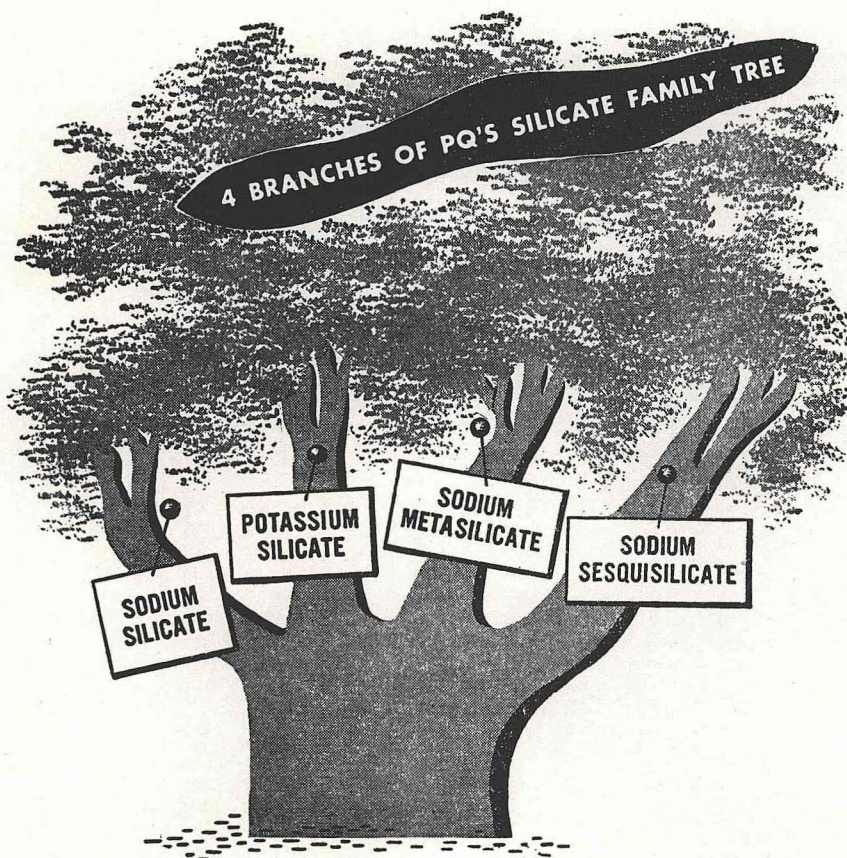 4 BRANCHES OF PQ'S SILICATE FAMILY TREE
SODIUM
SILICATE
POTASSIUM
SILICATE
SODIUM
METASILICATE
SODIUM
SESQUISILICATE